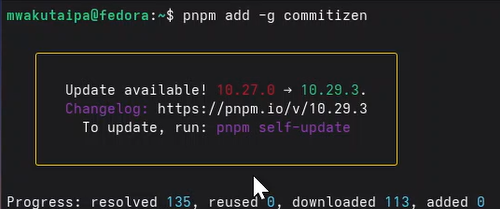 mwakutaipa@fedora:~$ pnpm add -g commitizen
Update available! 10.27.0 → 10.29.3.
Changelog: https://pnpm.io/v/10.29.3
To update, run: pnpm self-update
Progress: resolved 135, reused 0, downloaded 113, added 0